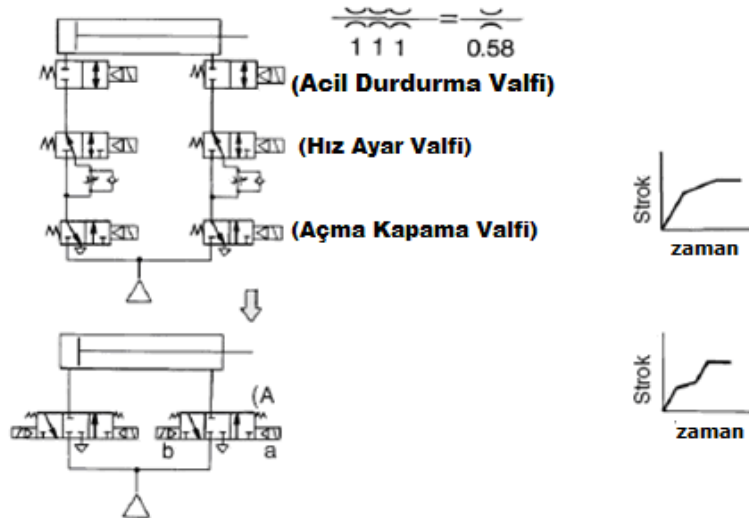 1 1 1 = 0.58
(Acil Durdurma Valfi)
(Hız Ayar Valfi)
(Açma Kapama Valfi)
Strok
zaman
(A
b a
Strok
zaman